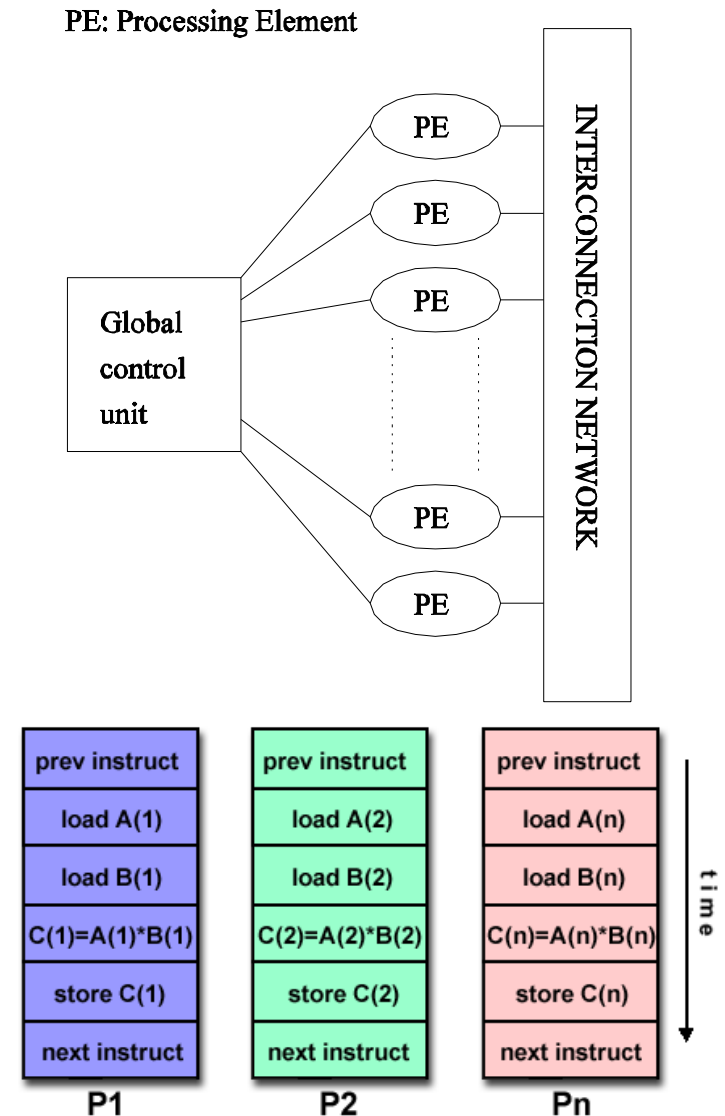 PE: Processing Element
PE
PE
PE
PE
PE
Global
control
unit
INTERCONNECTION NETWORK
prev instruct
load A(1)
load B(1)
C(1)=A(1)*B(1)
store C(1)
next instruct
P1
prev instruct
load A(2)
load B(2)
C(2)=A(2)*B(2)
store C(2)
next instruct
P2
prev instruct
load A(n)
load B(n)
C(n)=A(n)*B(n)
store C(n)
next instruct
Pn
time